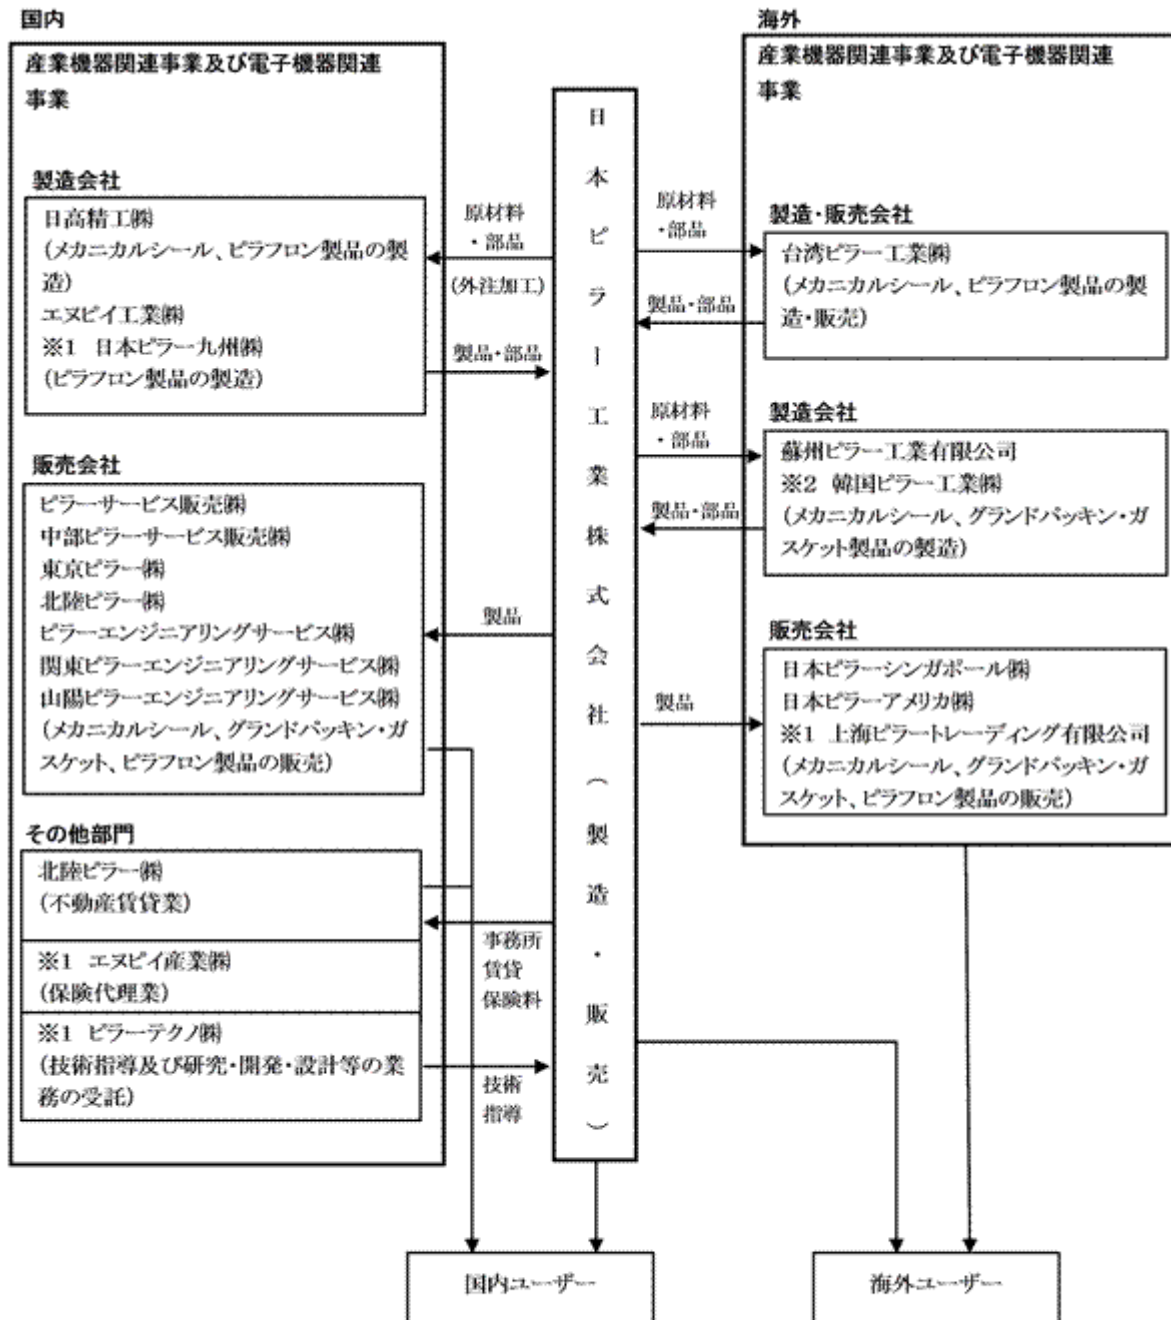 国内
産業機器関連事業及び電子機器関連
事業
製造会社
日高精工㈱
(メカニカルシール、ピラフロン製品の製
造)
エヌピイ工業㈱
※1 日本ピラー九州㈱
(ピラフロン製品の製造)
販売会社
ピラーサービス販売㈱
中部ピラーサービス販売㈱
東京ピラー㈱
北陸ピラー㈱
ピラーエンジニアリングサービス㈱
関東ピラーエンジニアリングサービス㈱
山陽ピラーエンジニアリングサービス㈱
(メカニカルシール、グランドパッキン・ガ
スケット、ピラフロン製品の販売)
その他部門
北陸ピラー㈱
(不動産賃貸業)
※1 エヌピイ産業㈱
(保険代理業)
※1 ピラーテクノ㈱
(技術指導及び研究・開発・設計等の業
務の受託)
原材料
・部品
(外注加工)
製品・部品
製品
事務所
賃貸
保険料
技術
指導
日本ピラー工業株式会社(製造・販売)
原材料
・部品
製品・部品
原材料
・部品
製品・部品
製品
海外
産業機器関連事業及び電子機器関連
事業
製造・販売会社
台湾ピラー工業㈱
(メカニカルシール、ピラフロン製品の製
造・販売)
製造会社
蘇州ピラー工業有限公司
※2 韓国ピラー工業㈱
(メカニカルシール、グランドパッキン・ガ
スケット製品の製造)
販売会社
日本ピラーシンガポール㈱
日本ピラーアメリカ㈱
※1 上海ピラートレーディング有限公司
(メカニカルシール、グランドパッキン・ガ
スケット、ピラフロン製品の販売)
国内ユーザー
海外ユーザー